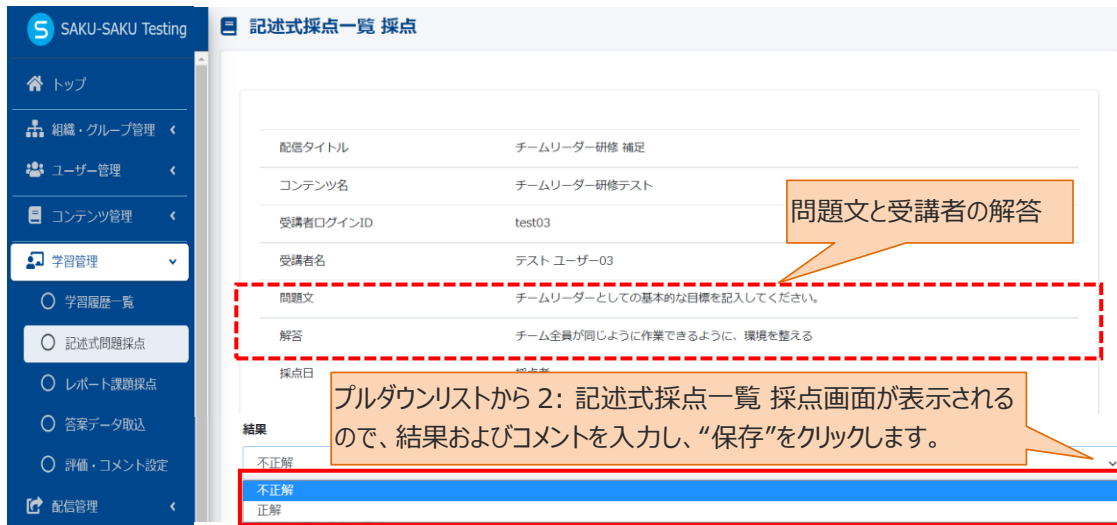 SAKU-SAKU Testing
記述式採点一覧 採点
トップ
組織・グループ管理
ユーザー管理
コンテンツ管理
学習管理
学習履歴一覧
記述式問題採点
レポート課題採点
答案データ取込
評価・コメント設定
配信管理
配信タイトル チームリーダー研修 補足
コンテンツ名 チームリーダー研修テスト
受講者ログインID test03
受講者名 テスト ユーザー03
問題文 チームリーダーとしての基本的な目標を記入してください。
解答 チーム全員が同じように作業できるように、環境を整える
採点日
問題文と受講者の解答
プルダウンリストから 2: 記述式採点一覧 採点画面が表示される
ので、結果およびコメントを入力し、“保存”をクリックします。
結果
不正解
不正解
正解